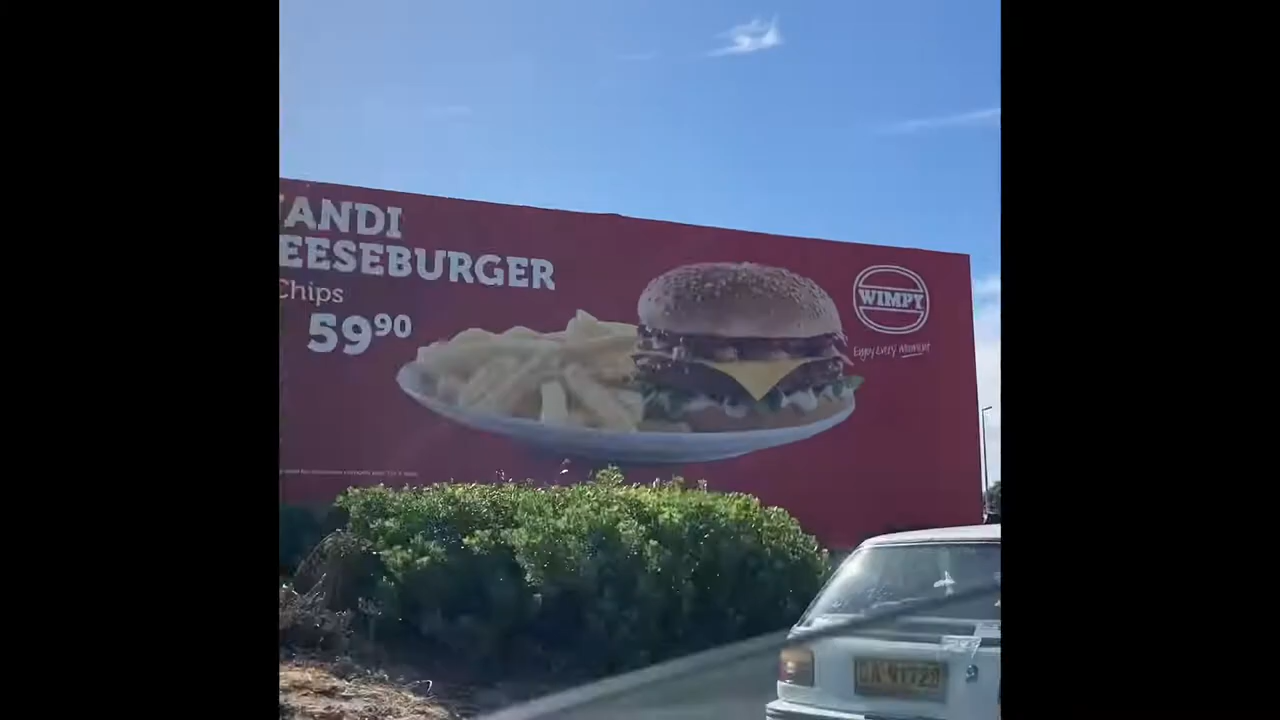 ANDI
EESEBURGER
Chips
59⁹⁰
WIMPY
Enjoy Every Moment